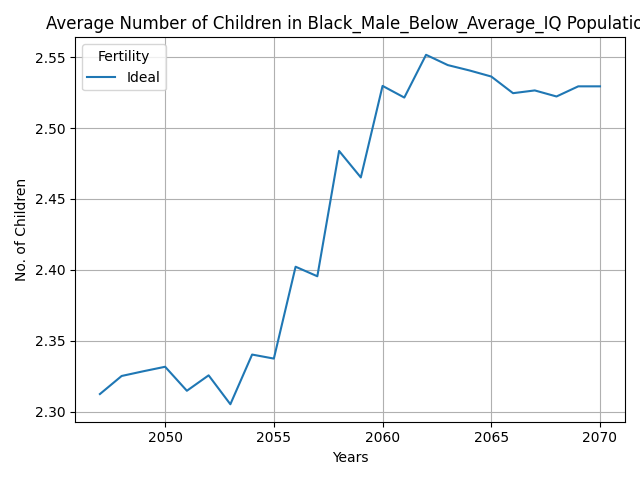 Average Number of Children in Black_Male_Below_Average_IQ Populatio
Fertility
Ideal
No. of Children
2.55
2.50
2.45
2.40
2.35
2.30
2050 2055 2060 2065 2070
Years